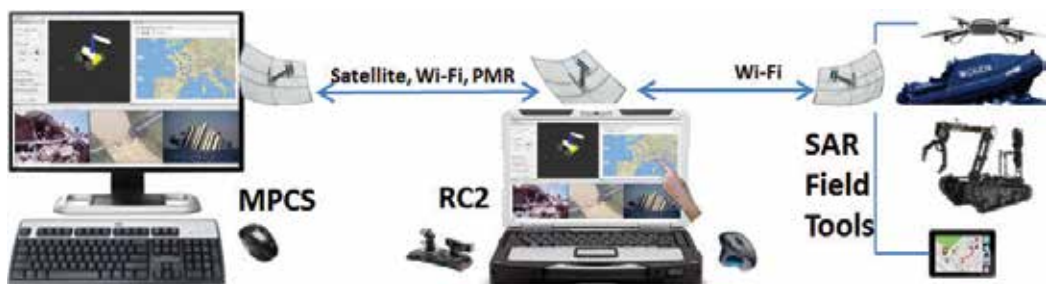 Satellite, Wi-Fi, PMR
Wi-Fi
MPCS
RC2
SAR
Field
Tools